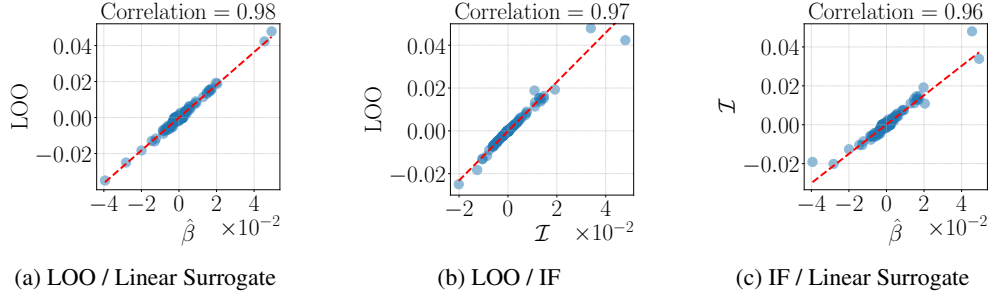 Correlation = 0.98
LOO
0.04
0.02
0.00
−0.02
−4 −2 0 2 4
β̂ ×10⁻²
(a) LOO / Linear Surrogate
Correlation = 0.97
LOO
0.04
0.02
0.00
−0.02
−2 0 2 4
ℐ ×10⁻²
(b) LOO / IF
Correlation = 0.96
ℐ
0.04
0.02
0.00
−0.02
−4 −2 0 2 4
β̂ ×10⁻²
(c) IF / Linear Surrogate